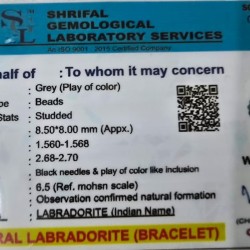 SHRIFAL
GEMOLOGICAL
LABORATORY SERVICES
An ISO 9001 : 2015 Certified Company
half of : To whom it may concern
: Grey (Play of color)
pe : Beads
Stats : Studded
: 8.50*8.00 mm (Appx.)
: 1.560-1.568
: 2.68-2.70
Black needles & play of color like inclusion
: 6.5 (Ref. mohsn scale)
: Observation confirmed natural formation
: LABRADORITE (Indian Name)
RAL LABRADORITE (BRACELET)